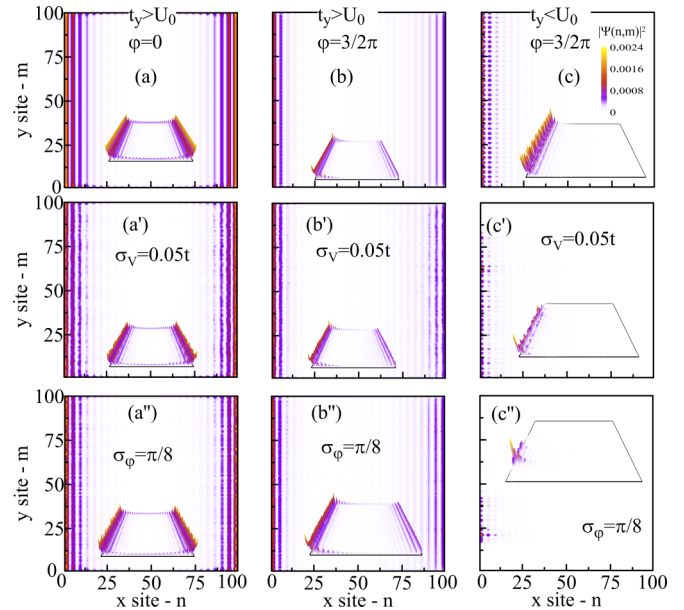 t_y>U_0 t_y>U_0 t_y<U_0
φ=0 φ=3/2π φ=3/2π |Ψ(n,m)|²
(a) (b) (c)
0.0024
0.0016
0.0008
0
100
75
50
25
0
y site - m
(a') (b') (c')
σ_V=0.05t σ_V=0.05t σ_V=0.05t
100
75
50
25
0
y site - m
(a'') (b'') (c'')
σ_φ=π/8 σ_φ=π/8 σ_φ=π/8
100
75
50
25
0
y site - m
0 25 50 75 100 0 25 50 75 100 0 25 50 75 100
x site - n x site - n x site - n